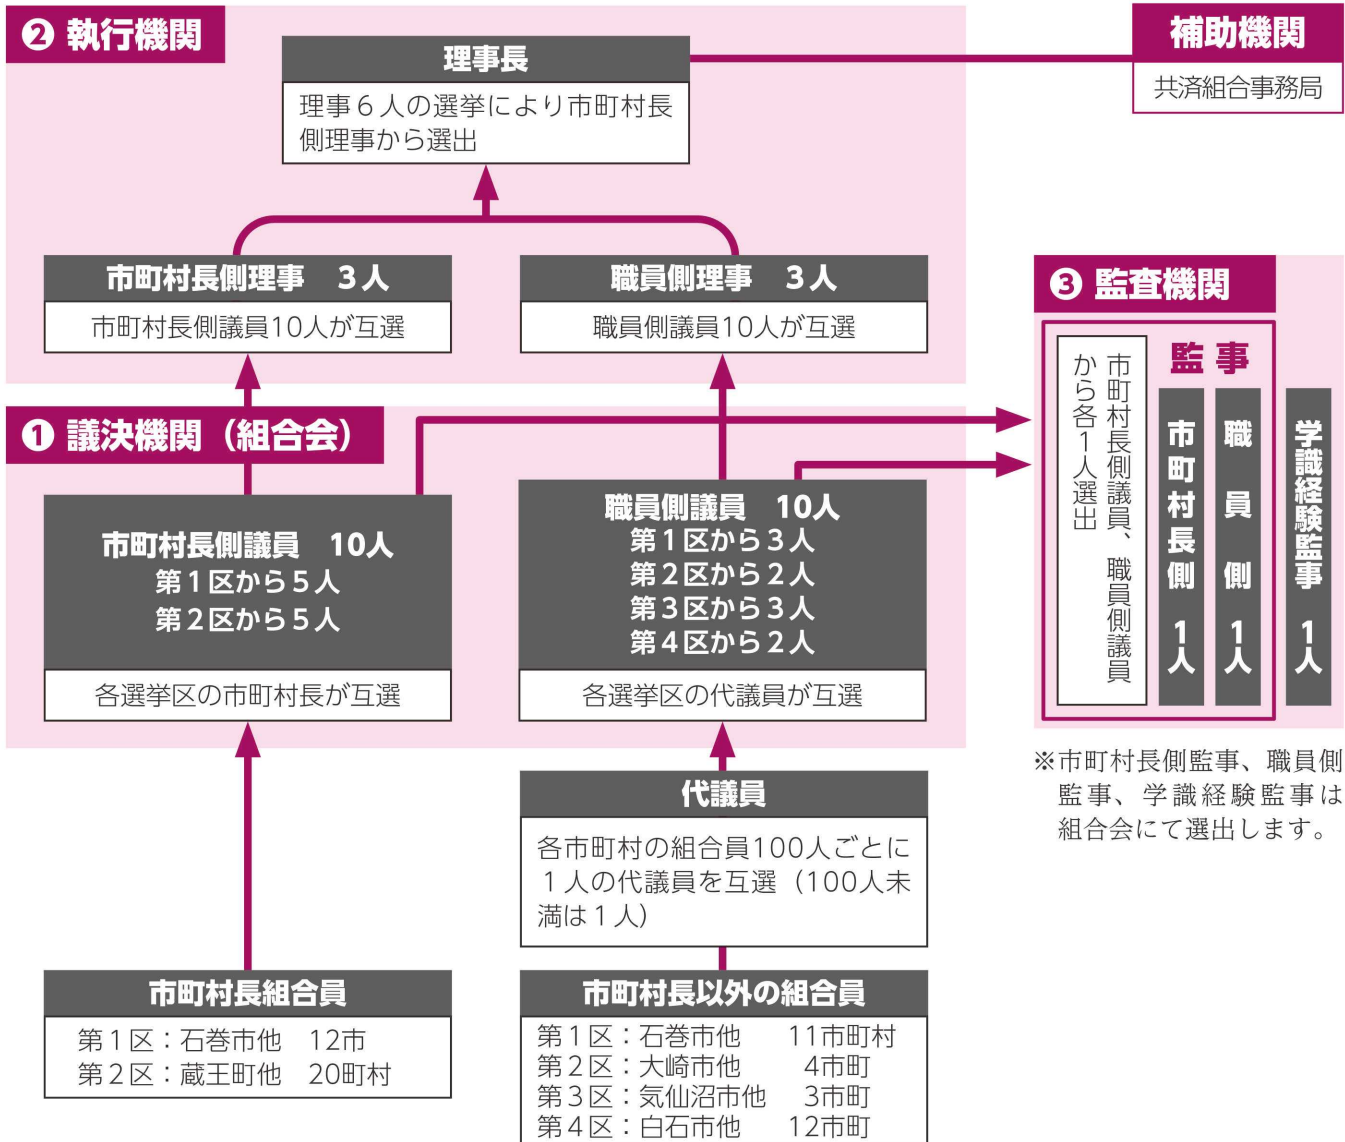 ❷ 執行機関
理事長
理事６人の選挙により市町村長
側理事から選出
補助機関
共済組合事務局
市町村長側理事　３人
市町村長側議員10人が互選
職員側理事　３人
職員側議員10人が互選
❸ 監査機関
監事
市町村長側議員、職員側議員
から各１人選出
市町村長側　１人
職員側　１人
学識経験監事　１人
※市町村長側監事、職員側
監事、学識経験監事は
組合会にて選出します。
❶ 議決機関（組合会）
市町村長側議員　10人
第１区から５人
第２区から５人
各選挙区の市町村長が互選
職員側議員　10人
第１区から３人
第２区から２人
第３区から３人
第４区から２人
各選挙区の代議員が互選
代議員
各市町村の組合員100人ごとに
１人の代議員を互選（100人未
満は１人）
市町村長組合員
第１区：石巻市他　12市
第２区：蔵王町他　20町村
市町村長以外の組合員
第１区：石巻市他　11市町村
第２区：大崎市他　4市町
第３区：気仙沼市他　3市町
第４区：白石市他　12市町